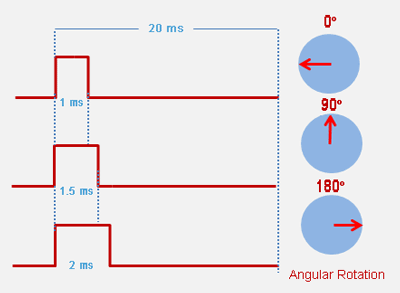 20 ms
0°
1 ms
90°
1.5 ms
180°
2 ms
Angular Rotation